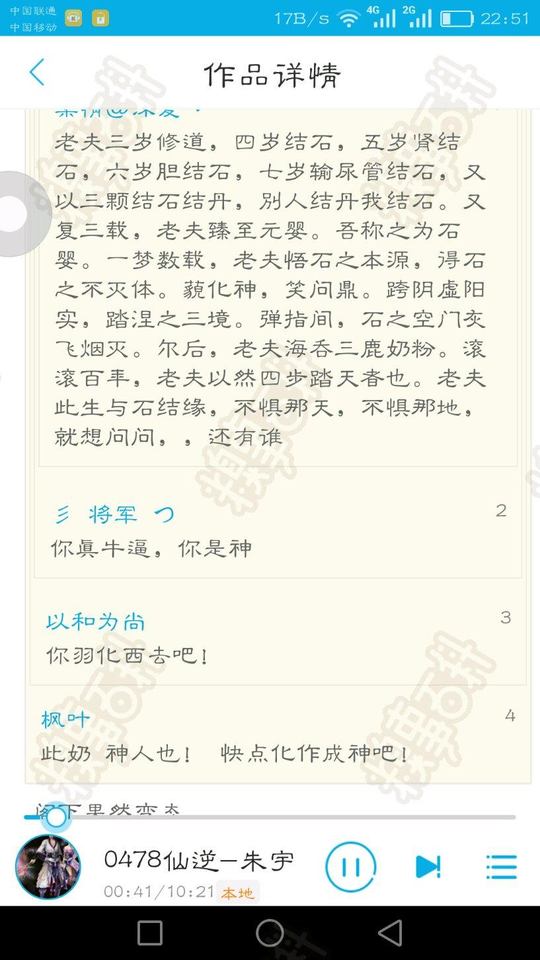 中国联通
中国移动
17B/s 4G 2G 22:51
作品详情
老夫三岁修道，四岁结石，五岁肾结
石，六岁胆结石，七岁输尿管结石，又
以三颗结石结丹，别人结丹我结石。又
复三载，老夫臻至元婴。吾称之为石
婴。一梦数载，老夫悟石之本源，得石
之不灭体。藐化神，笑问鼎。跨阴虚阳
实，踏涅之三境。弹指间，石之空门灰
飞烟灭。尔后，老夫海吞三鹿奶粉。滚
滚百年，老夫以然四步踏天者也。老夫
此生与石结缘，不惧那天，不惧那地，
就想问问，，还有谁
彡 将军 つ 2
你真牛逼，你是神
以和为尚 3
你羽化西去吧！
枫叶 4
此奶 神人也！ 快点化作成神吧！
阁下果然变态
0478仙逆—朱宇
00:41/10:21 本地
糗事百科